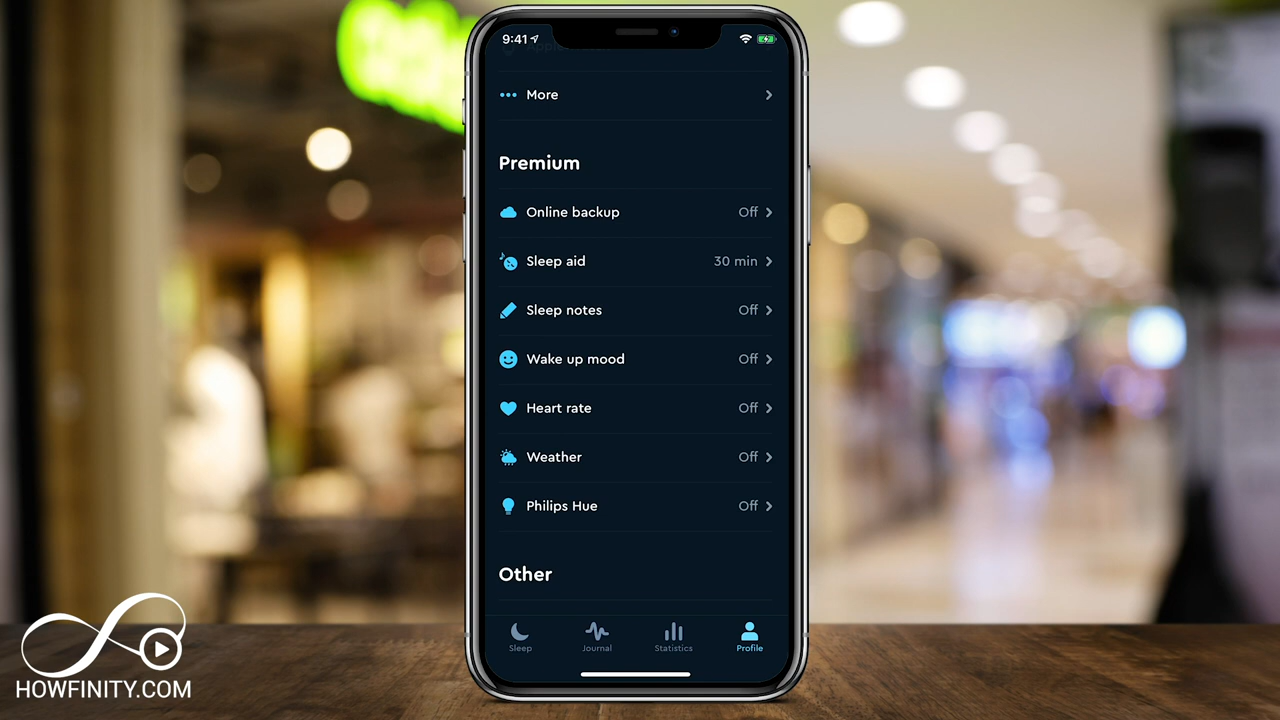 9:41
More
Premium
Online backup Off
Sleep aid 30 min
Sleep notes Off
Wake up mood Off
Heart rate Off
Weather Off
Philips Hue Off
Other
Sleep Journal Statistics Profile
HOWFINITY.COM